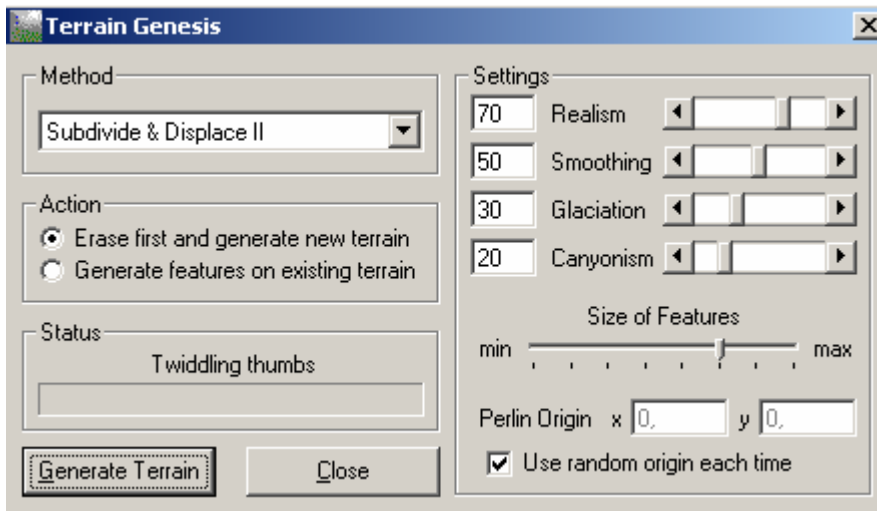 Terrain Genesis
Method
Subdivide & Displace II
Action
Erase first and generate new terrain
Generate features on existing terrain
Status
Twiddling thumbs
Generate Terrain
Close
Settings
70 Realism
50 Smoothing
30 Glaciation
20 Canyonism
Size of Features
min max
Perlin Origin x 0, y 0,
Use random origin each time